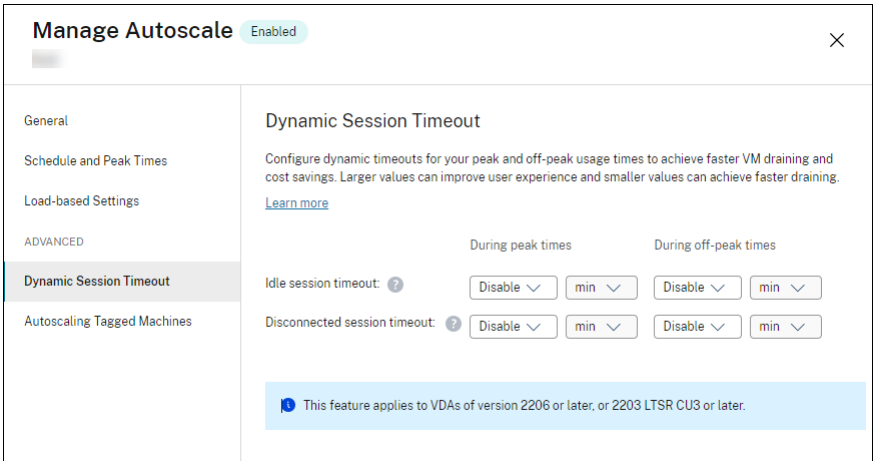 Manage Autoscale Enabled
General
Schedule and Peak Times
Load-based Settings
ADVANCED
Dynamic Session Timeout
Autoscaling Tagged Machines
Dynamic Session Timeout
Configure dynamic timeouts for your peak and off-peak usage times to achieve faster VM draining and
cost savings. Larger values can improve user experience and smaller values can achieve faster draining.
Learn more
During peak times During off-peak times
Idle session timeout: ? Disable min Disable min
Disconnected session timeout: ? Disable min Disable min
This feature applies to VDAs of version 2206 or later, or 2203 LTSR CU3 or later.